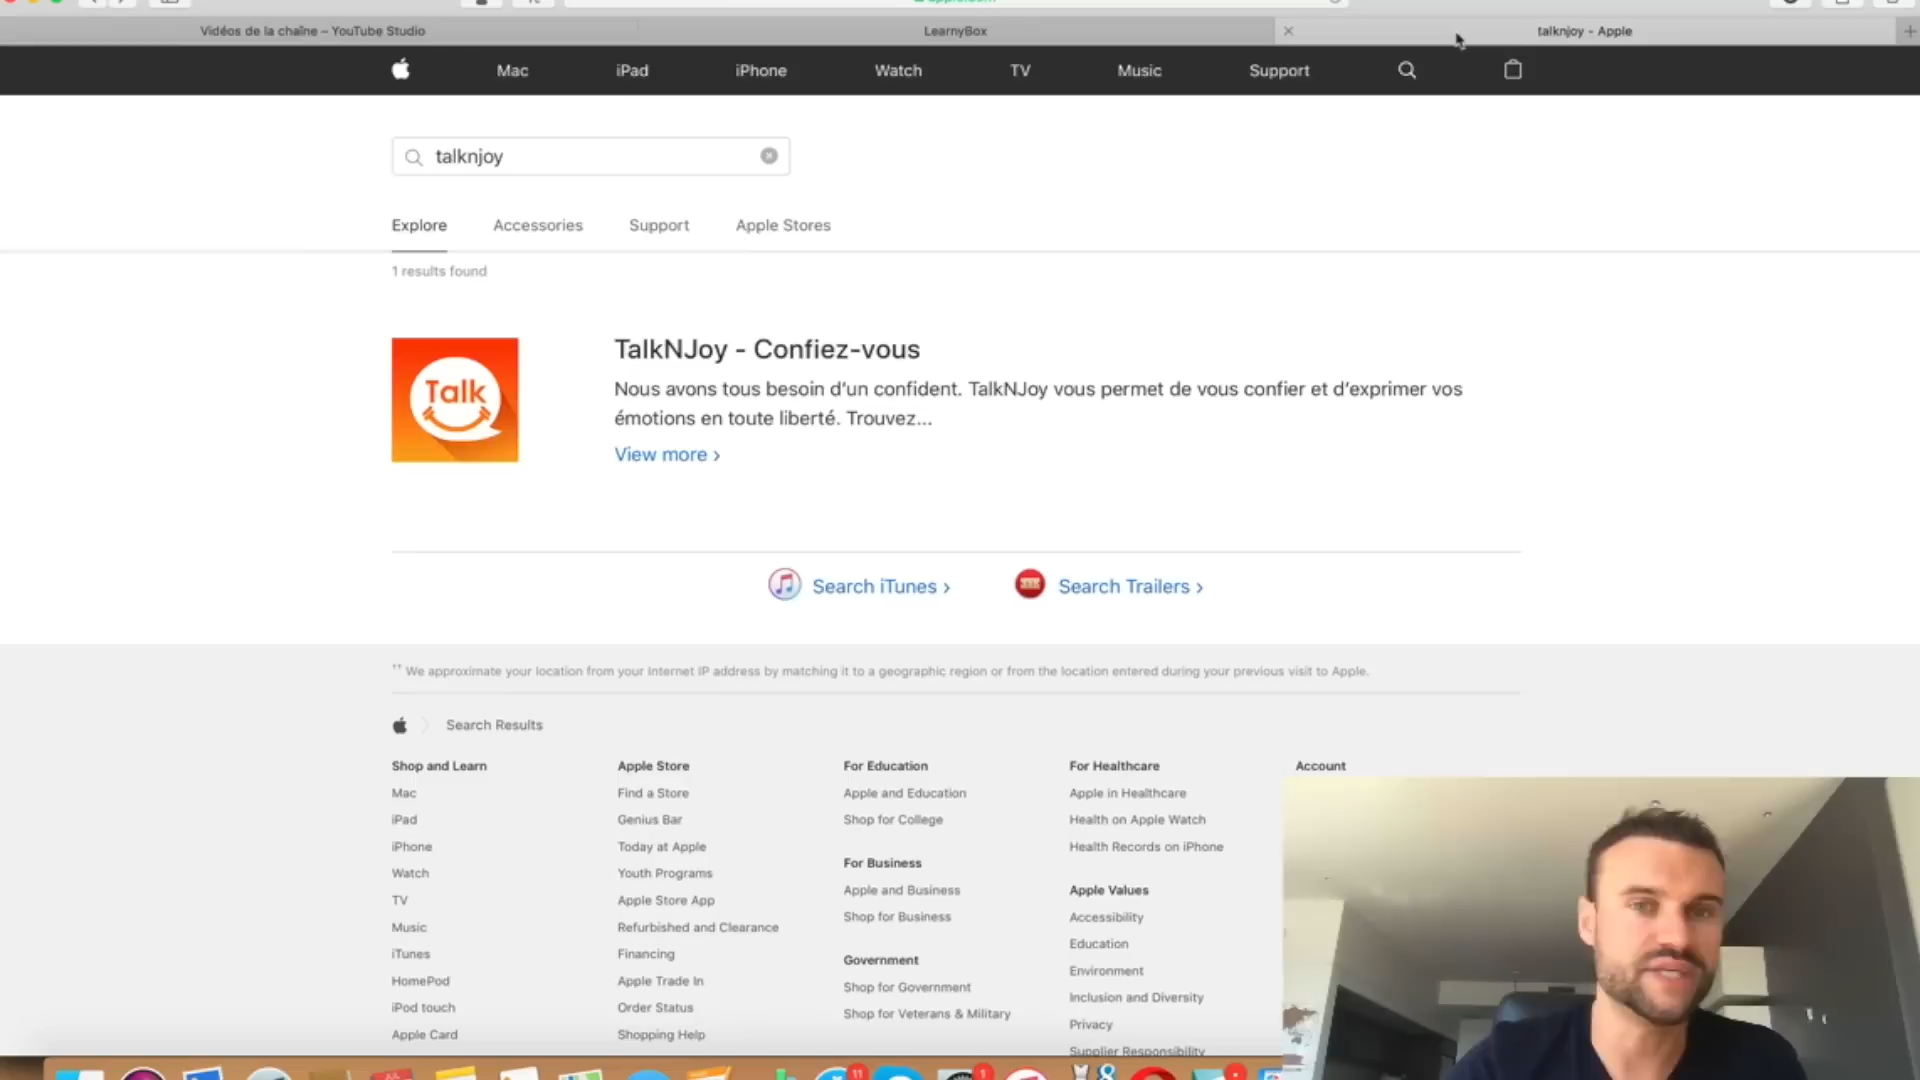 Vidéos de la chaîne – YouTube Studio
LearnyBox
talknjoy - Apple
Mac
iPad
iPhone
Watch
TV
Music
Support
talknjoy
Explore
Accessories
Support
Apple Stores
1 results found
Talk
TalkNJoy - Confiez-vous
Nous avons tous besoin d’un confident. TalkNJoy vous permet de vous confier et d’exprimer vos
émotions en toute liberté. Trouvez...
View more ›
Search iTunes ›
Search Trailers ›
†† We approximate your location from your Internet IP address by matching it to a geographic region or from the location entered during your previous visit to Apple.
Search Results
Shop and Learn
Mac
iPad
iPhone
Watch
TV
Music
iTunes
HomePod
iPod touch
Apple Card
Apple Store
Find a Store
Genius Bar
Today at Apple
Youth Programs
Apple Store App
Refurbished and Clearance
Financing
Apple Trade In
Order Status
Shopping Help
For Education
Apple and Education
Shop for College
For Business
Apple and Business
Shop for Business
Government
Shop for Government
Shop for Veterans & Military
For Healthcare
Apple in Healthcare
Health on Apple Watch
Health Records on iPhone
Apple Values
Accessibility
Education
Environment
Inclusion and Diversity
Privacy
Supplier Responsibility
Account
11
1